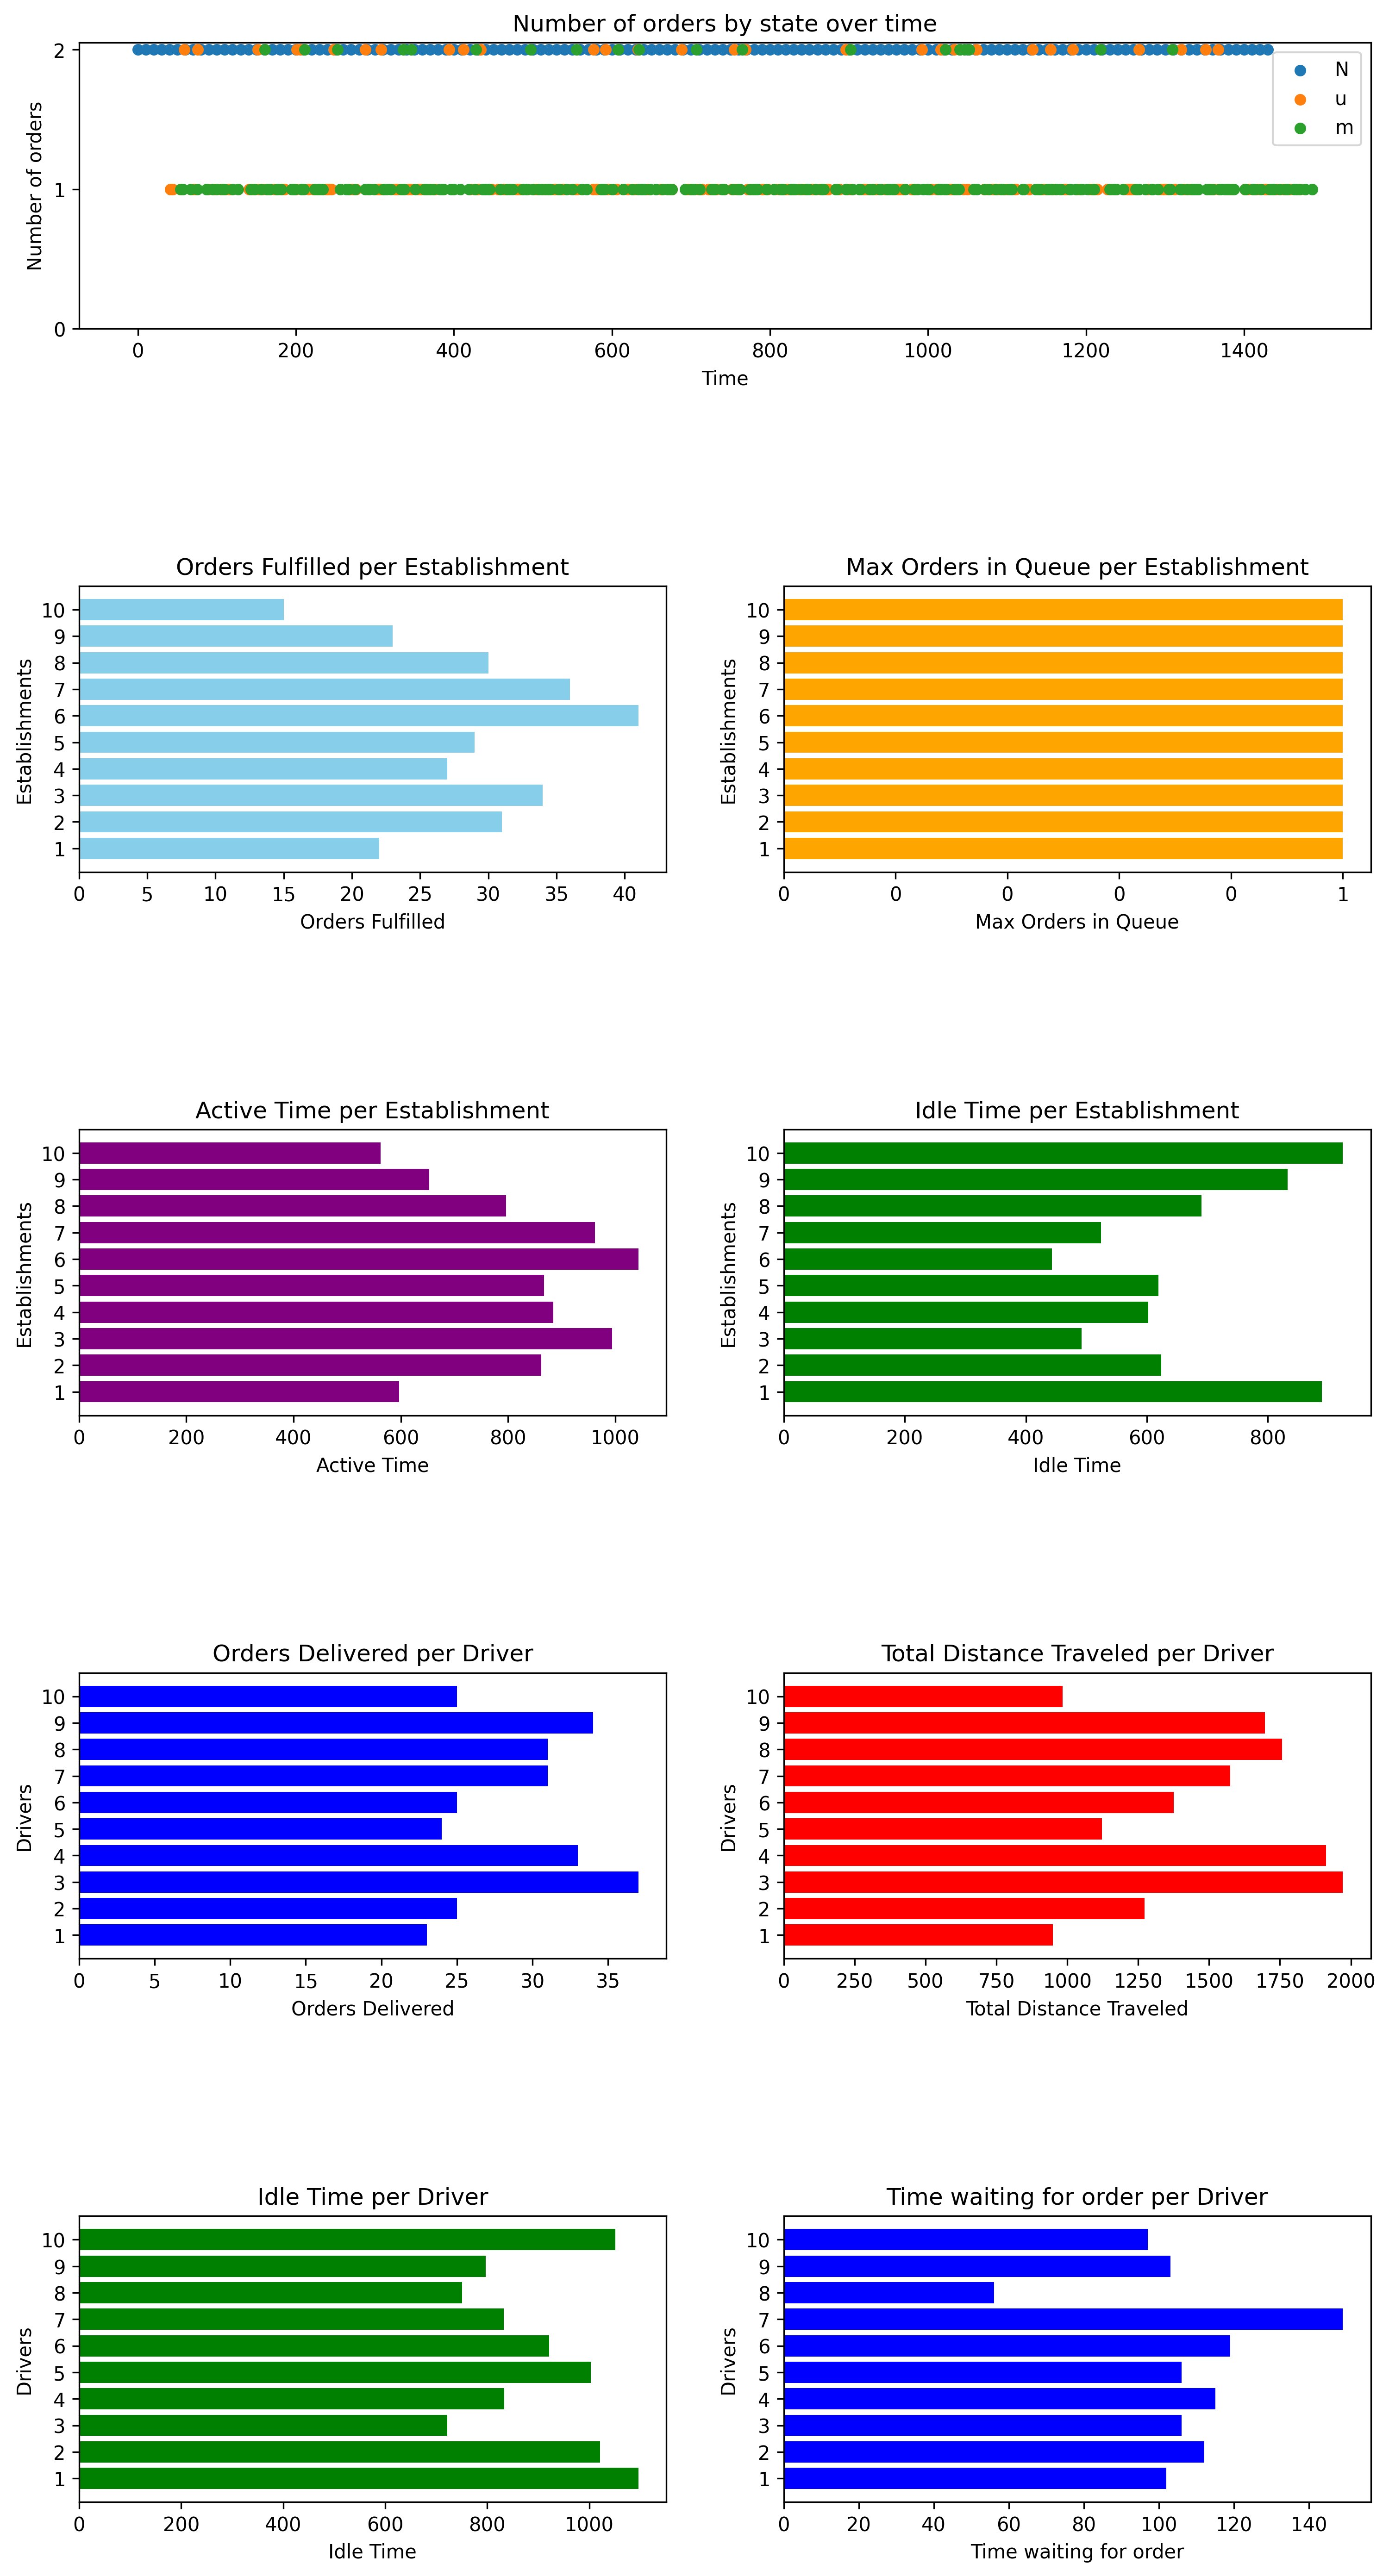 Number of orders by state over time
Number of orders
2
1
0
N
u
m
0 200 400 600 800 1000 1200 1400
Time
Orders Fulfilled per Establishment
Establishments
10
9
8
7
6
5
4
3
2
1
0 5 10 15 20 25 30 35 40
Orders Fulfilled
Max Orders in Queue per Establishment
Establishments
10
9
8
7
6
5
4
3
2
1
0 0 0 0 0 1
Max Orders in Queue
Active Time per Establishment
Establishments
10
9
8
7
6
5
4
3
2
1
0 200 400 600 800 1000
Active Time
Idle Time per Establishment
Establishments
10
9
8
7
6
5
4
3
2
1
0 200 400 600 800
Idle Time
Orders Delivered per Driver
Drivers
10
9
8
7
6
5
4
3
2
1
0 5 10 15 20 25 30 35
Orders Delivered
Total Distance Traveled per Driver
Drivers
10
9
8
7
6
5
4
3
2
1
0 250 500 750 1000 1250 1500 1750 2000
Total Distance Traveled
Idle Time per Driver
Drivers
10
9
8
7
6
5
4
3
2
1
0 200 400 600 800 1000
Idle Time
Time waiting for order per Driver
Drivers
10
9
8
7
6
5
4
3
2
1
0 20 40 60 80 100 120 140
Time waiting for order